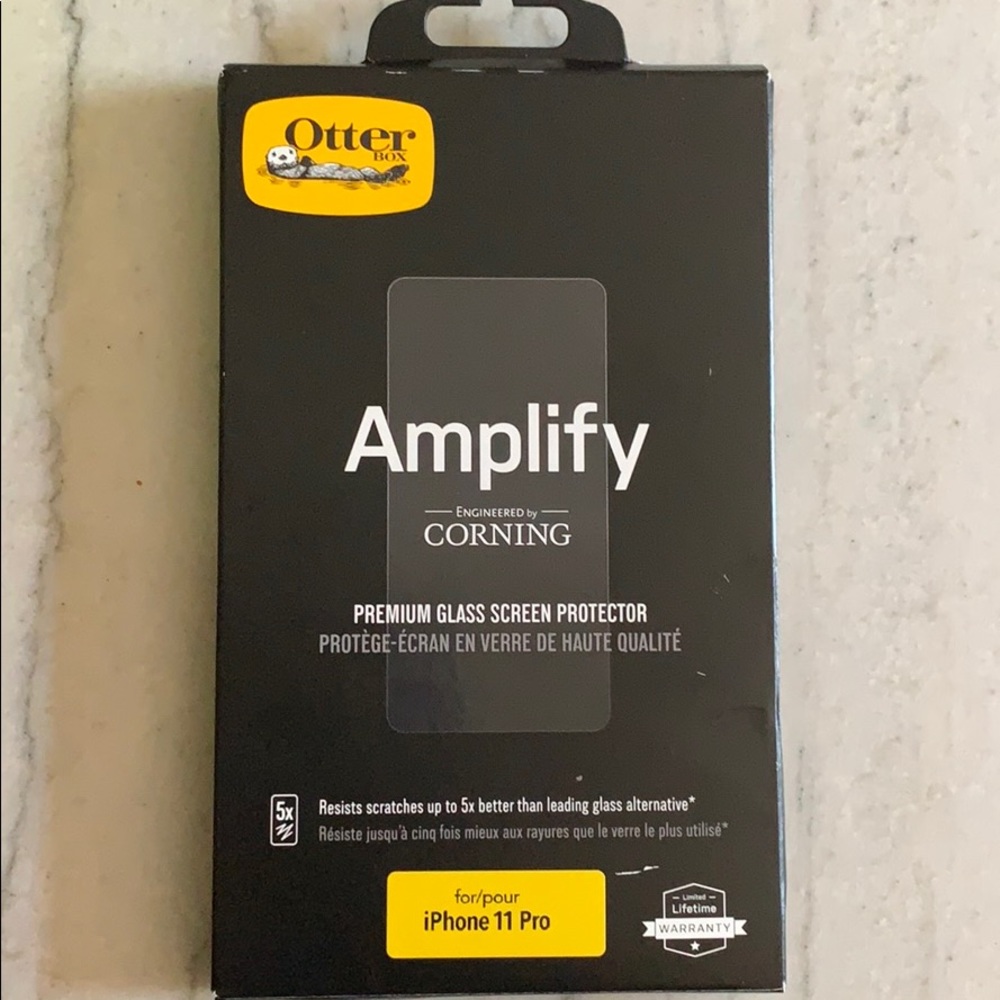 Otter
BOX
Amplify
ENGINEERED by
CORNING
PREMIUM GLASS SCREEN PROTECTOR
PROTÈGE-ÉCRAN EN VERRE DE HAUTE QUALITÉ
5x
Resists scratches up to 5x better than leading glass alternative*
Résiste jusqu'à cinq fois mieux aux rayures que le verre le plus utilisé*
for/pour
iPhone 11 Pro
Limited
Lifetime
WARRANTY